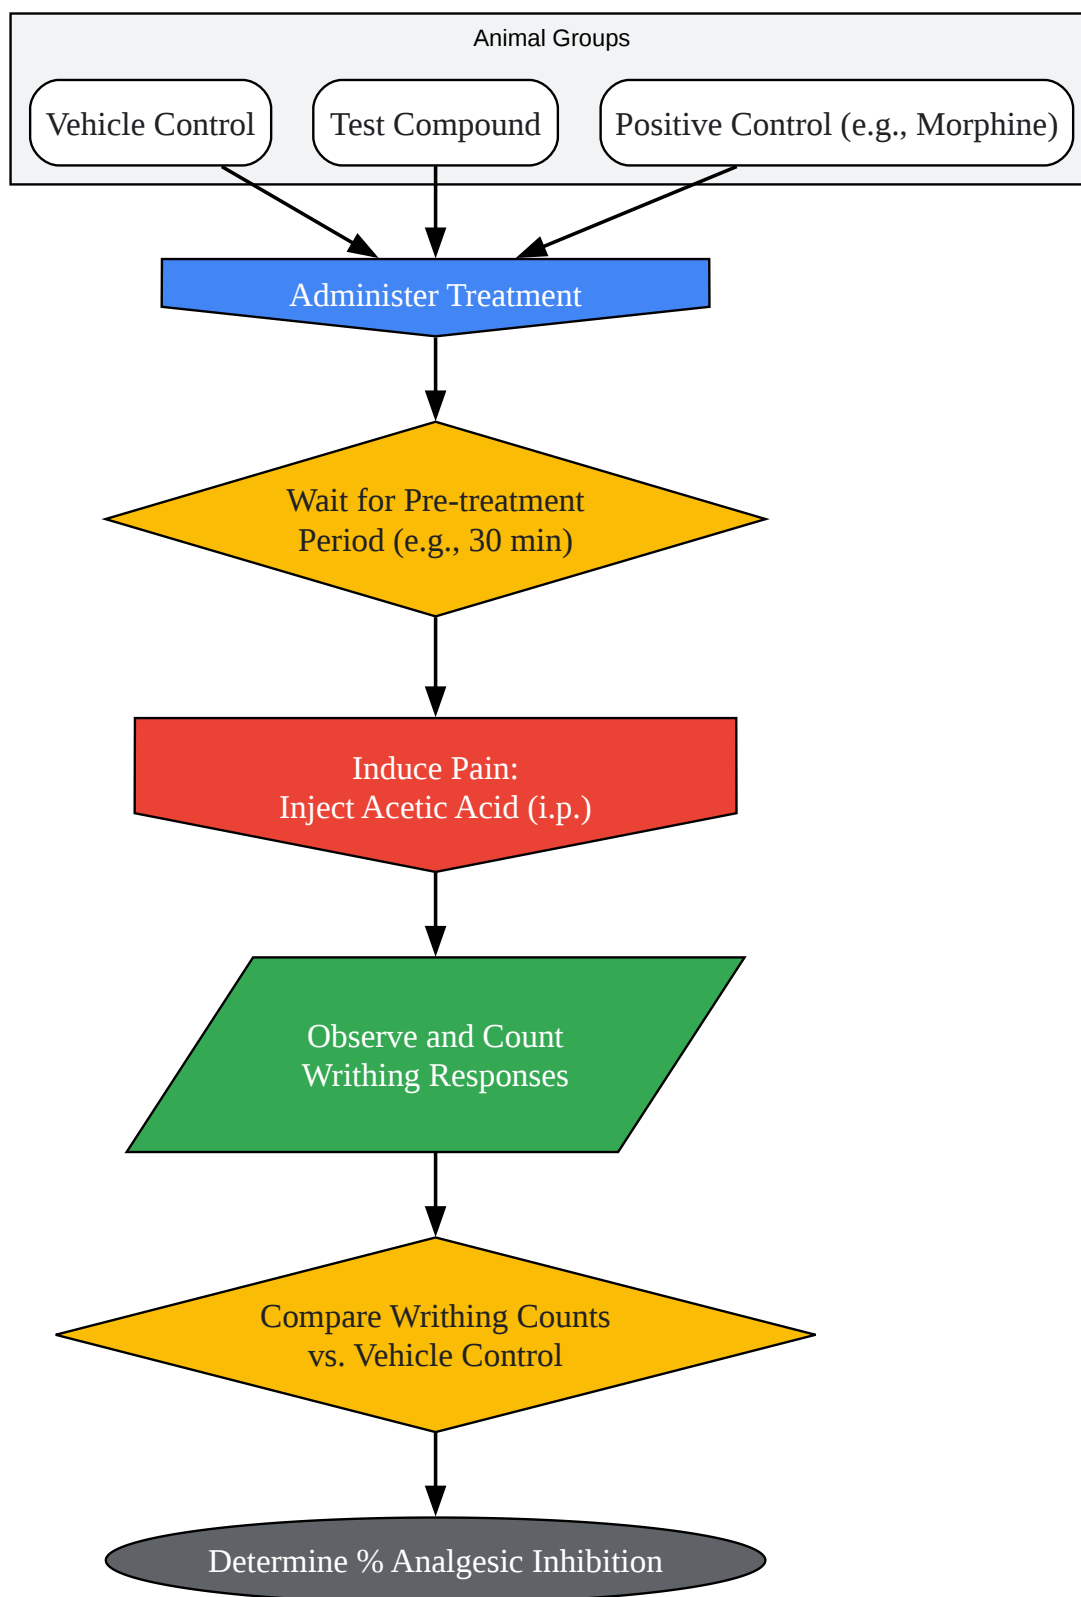 Animal Groups
Vehicle Control
Test Compound
Positive Control (e.g., Morphine)
Administer Treatment
Wait for Pre-treatment
Period (e.g., 30 min)
Induce Pain:
Inject Acetic Acid (i.p.)
Observe and Count
Writhing Responses
Compare Writhing Counts
vs. Vehicle Control
Determine % Analgesic Inhibition